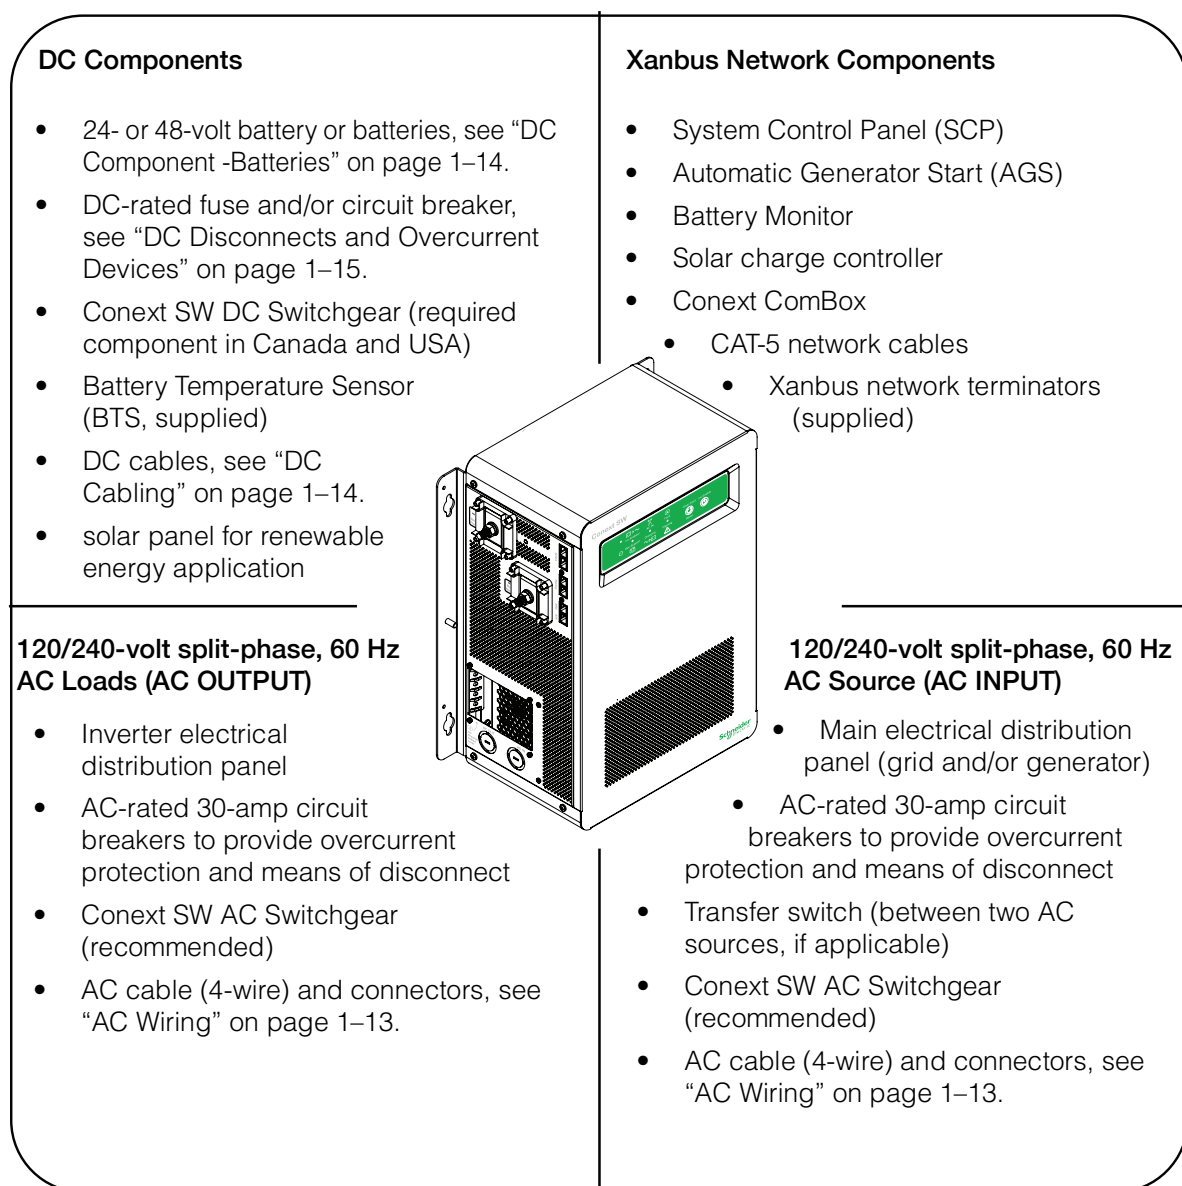 DC Components
• 24- or 48-volt battery or batteries, see “DC
Component -Batteries” on page 1–14.
• DC-rated fuse and/or circuit breaker,
see “DC Disconnects and Overcurrent
Devices” on page 1–15.
• Conext SW DC Switchgear (required
component in Canada and USA)
• Battery Temperature Sensor
(BTS, supplied)
• DC cables, see “DC
Cabling” on page 1–14.
• solar panel for renewable
energy application
Xanbus Network Components
• System Control Panel (SCP)
• Automatic Generator Start (AGS)
• Battery Monitor
• Solar charge controller
• Conext ComBox
• CAT-5 network cables
• Xanbus network terminators
(supplied)
Conext SW
Schneider
120/240-volt split-phase, 60 Hz
AC Loads (AC OUTPUT)
• Inverter electrical
distribution panel
• AC-rated 30-amp circuit
breakers to provide overcurrent
protection and means of disconnect
• Conext SW AC Switchgear
(recommended)
• AC cable (4-wire) and connectors, see
“AC Wiring” on page 1–13.
120/240-volt split-phase, 60 Hz
AC Source (AC INPUT)
• Main electrical distribution
panel (grid and/or generator)
• AC-rated 30-amp circuit
breakers to provide overcurrent
protection and means of disconnect
• Transfer switch (between two AC
sources, if applicable)
• Conext SW AC Switchgear
(recommended)
• AC cable (4-wire) and connectors, see
“AC Wiring” on page 1–13.